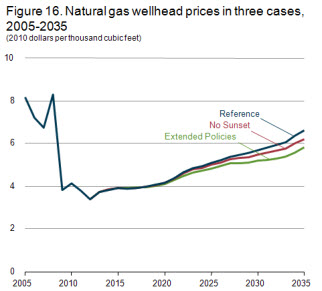 Figure 16. Natural gas wellhead prices in three cases,
2005-2035
(2010 dollars per thousand cubic feet)
10
8
Reference
No Sunset
Extended Policies
6
4
2
0
2005 2010 2015 2020 2025 2030 2035